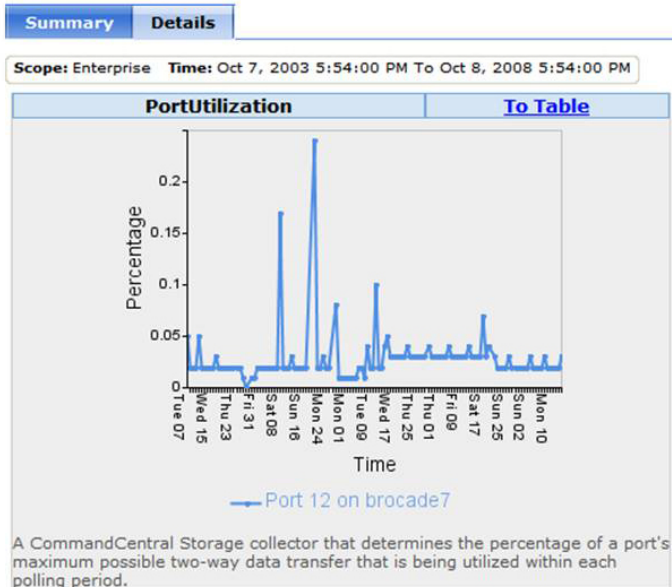 Summary Details
Scope: Enterprise Time: Oct 7, 2003 5:54:00 PM To Oct 8, 2008 5:54:00 PM
PortUtilization To Table
Percentage
0.2
0.15
0.1
0.05
0
Tue 07 Wed 15 Thu 23 Fri 31 Sat 08 Sun 16 Mon 24 Mon 01 Tue 09 Wed 17 Thu 25 Thu 01 Fri 09 Sat 17 Sun 25 Sun 02 Mon 10
Time
Port 12 on brocade7
A CommandCentral Storage collector that determines the percentage of a port's
maximum possible two-way data transfer that is being utilized within each
polling period.